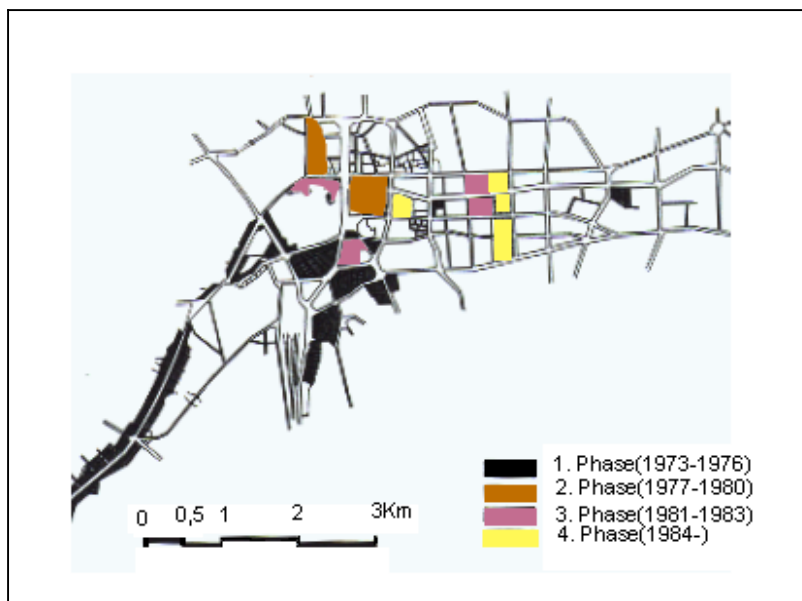 1. Phase(1973-1976)
2. Phase(1977-1980)
3. Phase(1981-1983)
4. Phase(1984-)
0 0,5 1 2 3Km